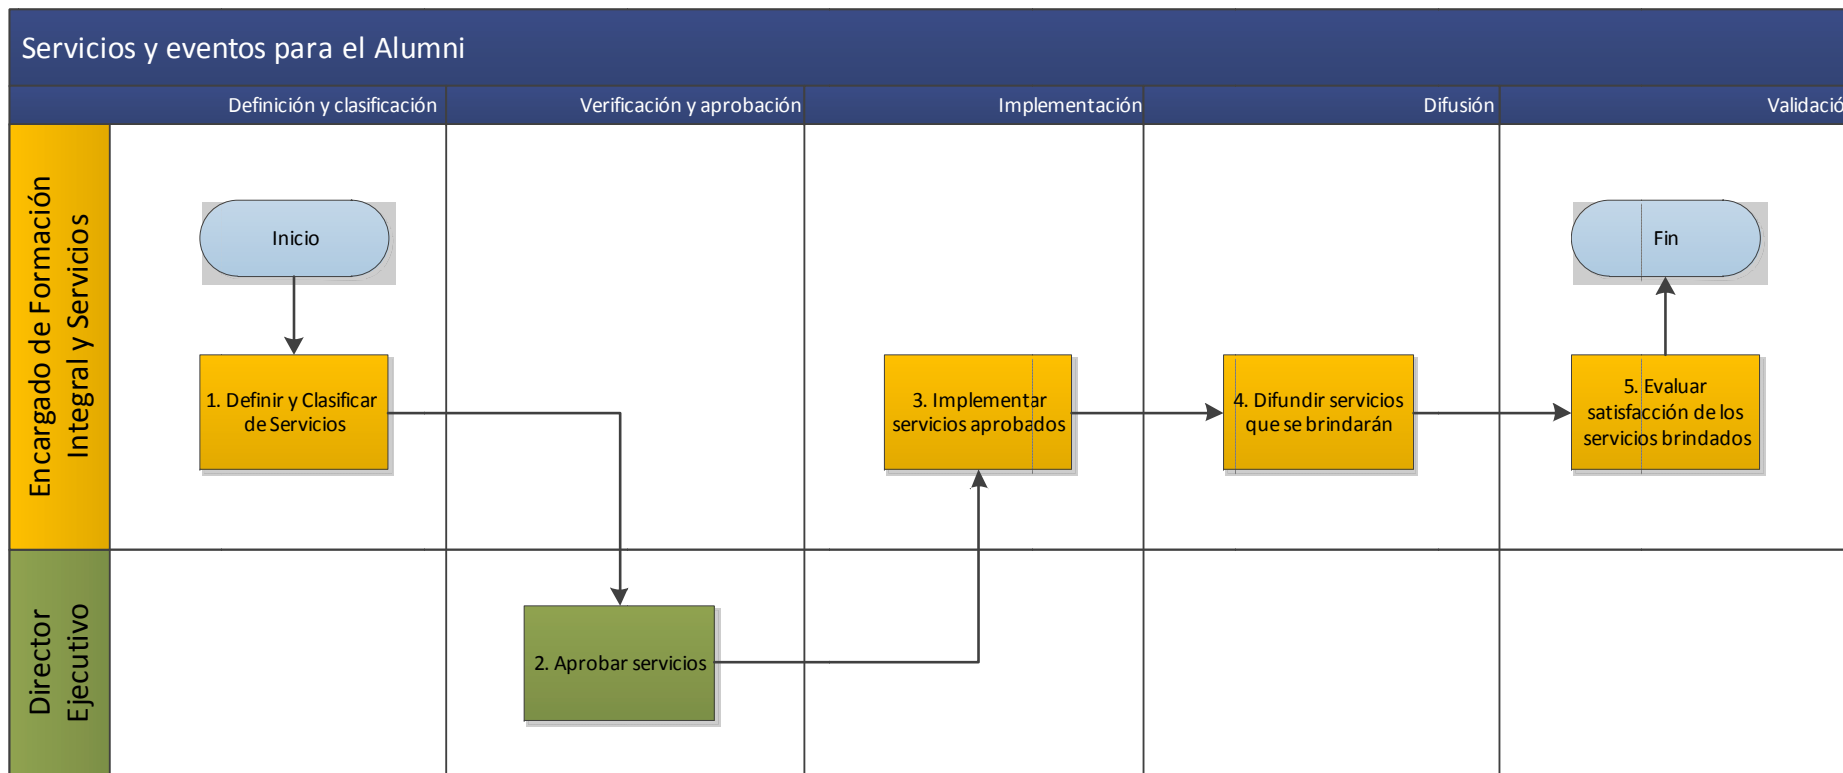 Servicios y eventos para el Alumni
Definición y clasificación
Verificación y aprobación
Implementación
Difusión
Validació
Encargado de Formación
Integral y Servicios
Inicio
Fin
1. Definir y Clasificar
de Servicios
3. Implementar
servicios aprobados
4. Difundir servicios
que se brindarán
5. Evaluar
satisfacción de los
servicios brindados
Director
Ejecutivo
2. Aprobar servicios